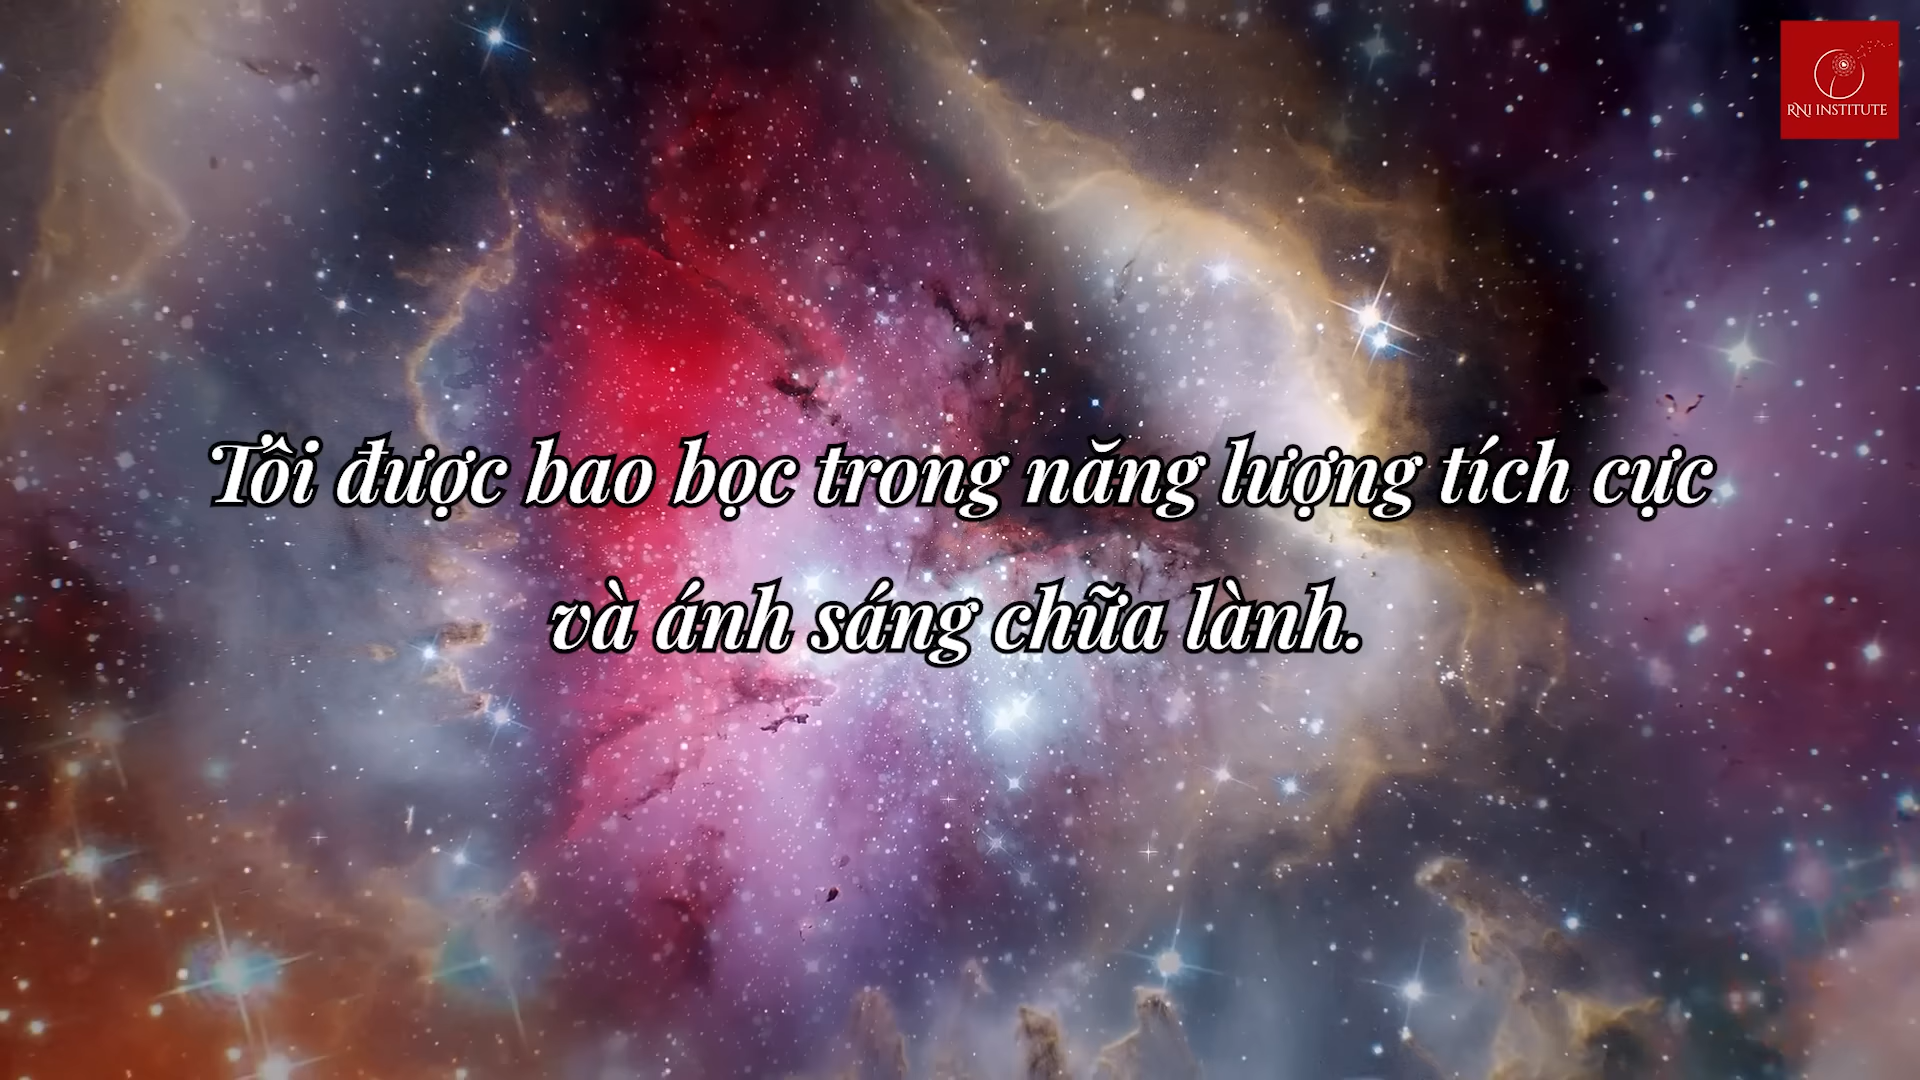 RNI INSTITUTE
Tôi được bao bọc trong năng lượng tích cực
và ánh sáng chữa lành.